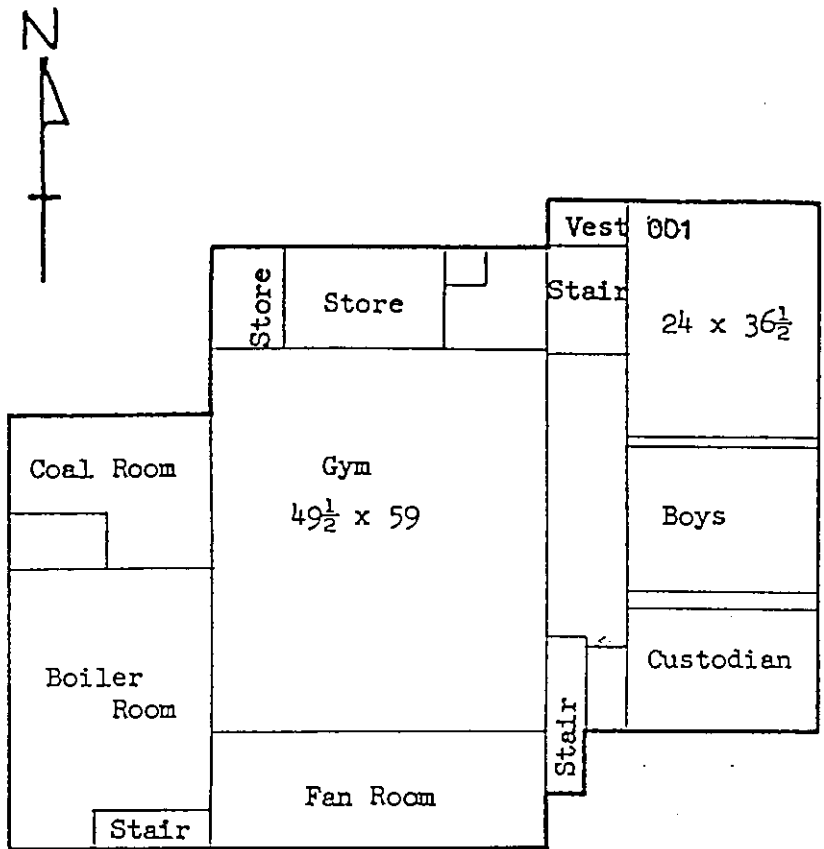 N
Vest 001
Store
Store
Stair
24 x 36½
Coal Room
Gym
49½ x 59
Boys
Boiler
Room
Custodian
Stair
Fan Room
Stair